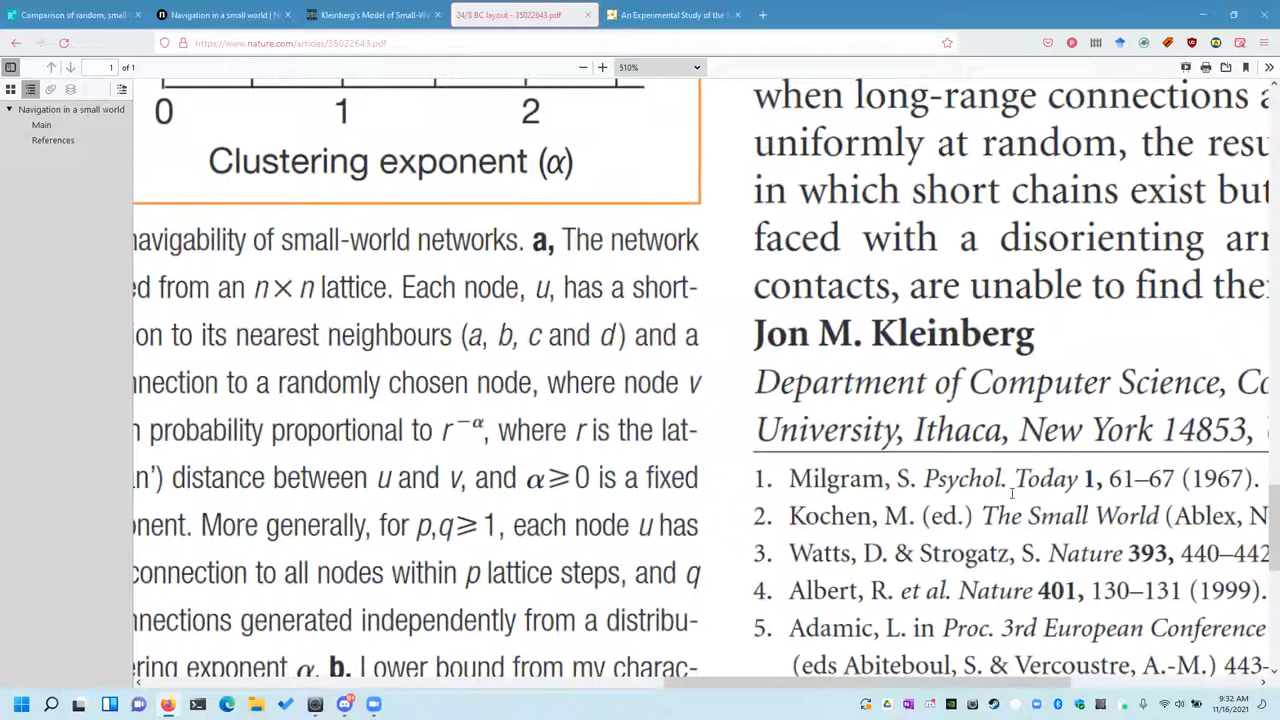 Comparison of random, small-
Navigation in a small world | N
Kleinberg's Model of Small-Wo
24/8 BC layout - 35022643.pdf
An Experimental Study of the S
https://www.nature.com/articles/35022643.pdf
1 of 1
510%
Navigation in a small world
Main
References
0 1 2
Clustering exponent (α)
navigability of small-world networks. a, The network
ed from an n × n lattice. Each node, u, has a short-
on to its nearest neighbours (a, b, c and d) and a
nnection to a randomly chosen node, where node v
n probability proportional to r⁻ᵅ, where r is the lat-
an') distance between u and v, and α ⩾ 0 is a fixed
onent. More generally, for p,q ⩾ 1, each node u has
connection to all nodes within p lattice steps, and q
nnections generated independently from a distribu-
ering exponent α. b, Lower bound from my charac-
when long-range connections a
uniformly at random, the resu
in which short chains exist but
faced with a disorienting arr
contacts, are unable to find the
Jon M. Kleinberg
Department of Computer Science, Co
University, Ithaca, New York 14853,
1. Milgram, S. Psychol. Today 1, 61–67 (1967).
2. Kochen, M. (ed.) The Small World (Ablex, N
3. Watts, D. & Strogatz, S. Nature 393, 440–442
4. Albert, R. et al. Nature 401, 130–131 (1999).
5. Adamic, L. in Proc. 3rd European Conference
(eds Abiteboul, S. & Vercoustre, A.-M.) 443-
9:32 AM
11/16/2021